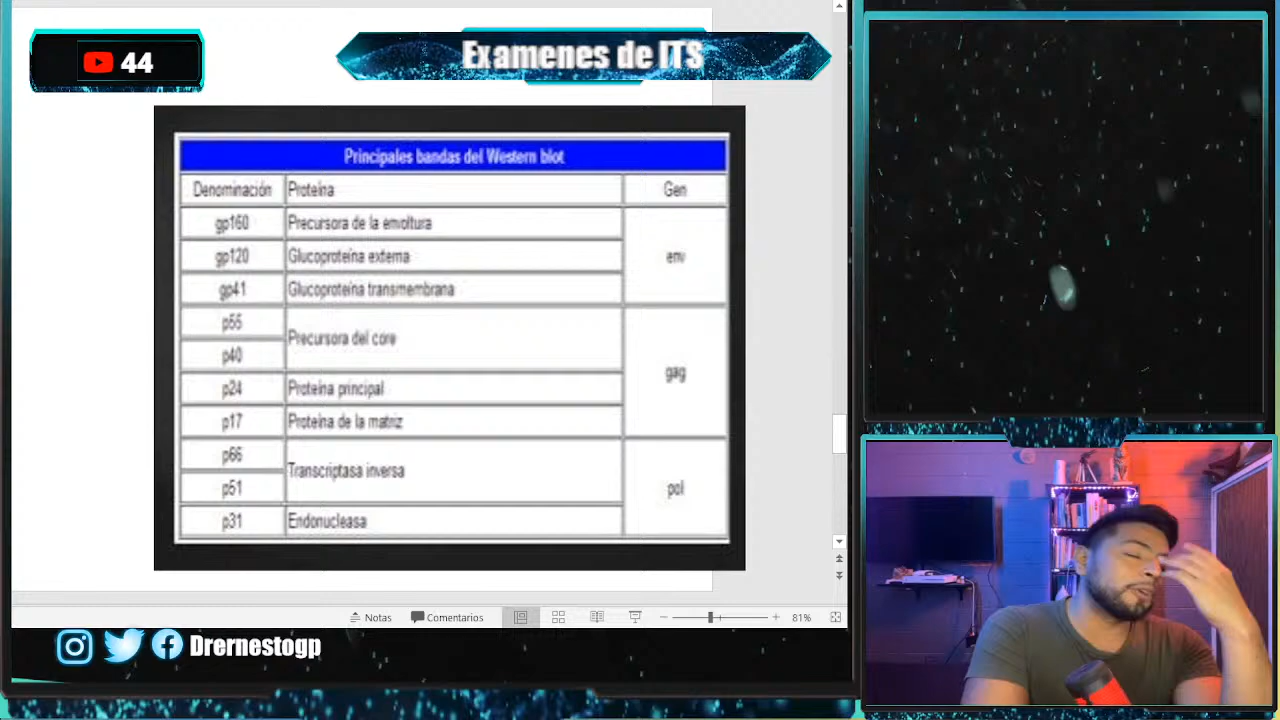 44
Examenes de ITS
Principales bandas del Western blot
Denominación Proteína Gen
gp160 Precursora de la envoltura
gp120 Glucoproteína externa env
gp41 Glucoproteína transmembrana
p55
Precursora del core
p40
gag
p24 Proteína principal
p17 Proteína de la matriz
p66
Transcriptasa inversa
p51 pol
p31 Endonucleasa
Notas Comentarios 81%
Drernestogp